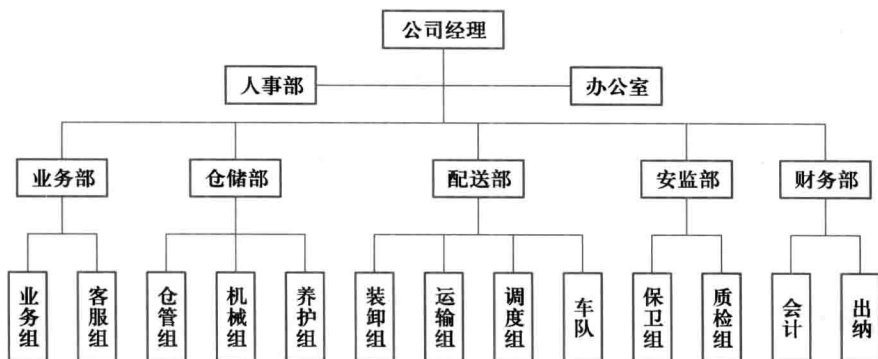 公司经理
人事部
办公室
业务部
仓储部
配送部
安监部
财务部
业务组
客服组
仓管组
机械组
养护组
装卸组
运输组
调度组
车队
保卫组
质检组
会计
出纳